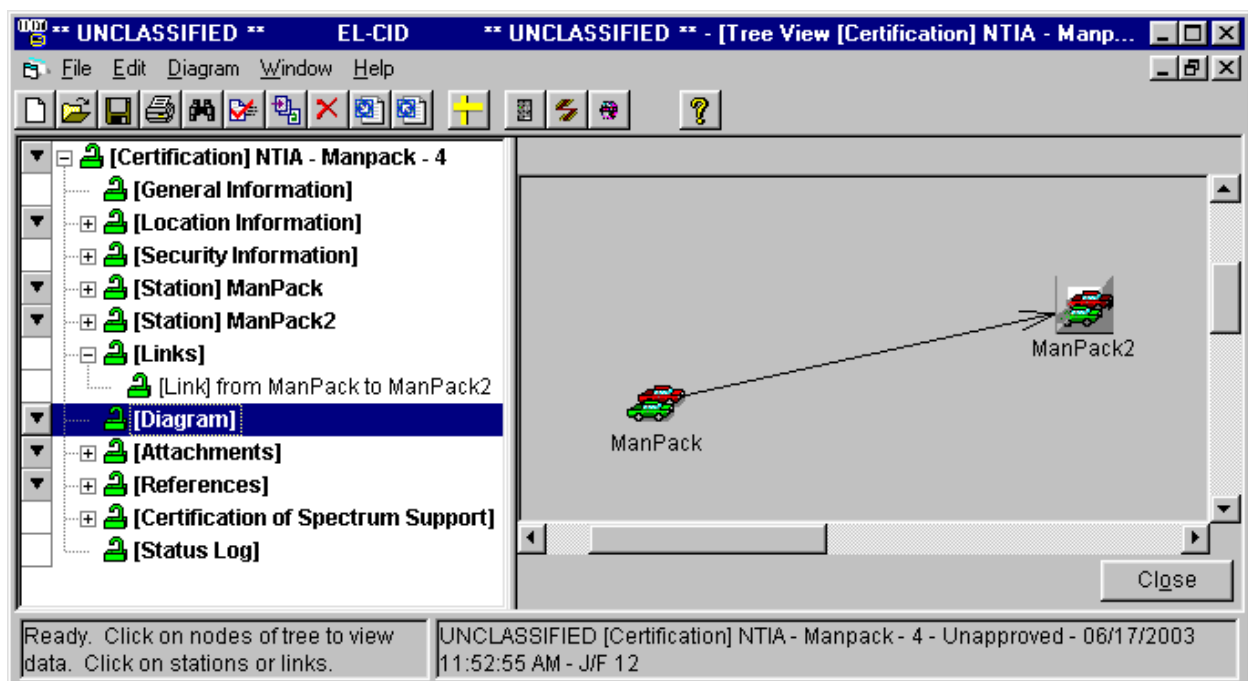 ** UNCLASSIFIED ** EL-CID ** UNCLASSIFIED ** - [Tree View [Certification] NTIA - Manp...
File Edit Diagram Window Help
[Certification] NTIA - Manpack - 4
[General Information]
[Location Information]
[Security Information]
[Station] ManPack
[Station] ManPack2
[Links]
[Link] from ManPack to ManPack2
[Diagram]
[Attachments]
[References]
[Certification of Spectrum Support]
[Status Log]
ManPack2
ManPack
Close
Ready. Click on nodes of tree to view
data. Click on stations or links.
UNCLASSIFIED [Certification] NTIA - Manpack - 4 - Unapproved - 06/17/2003
11:52:55 AM - J/F 12